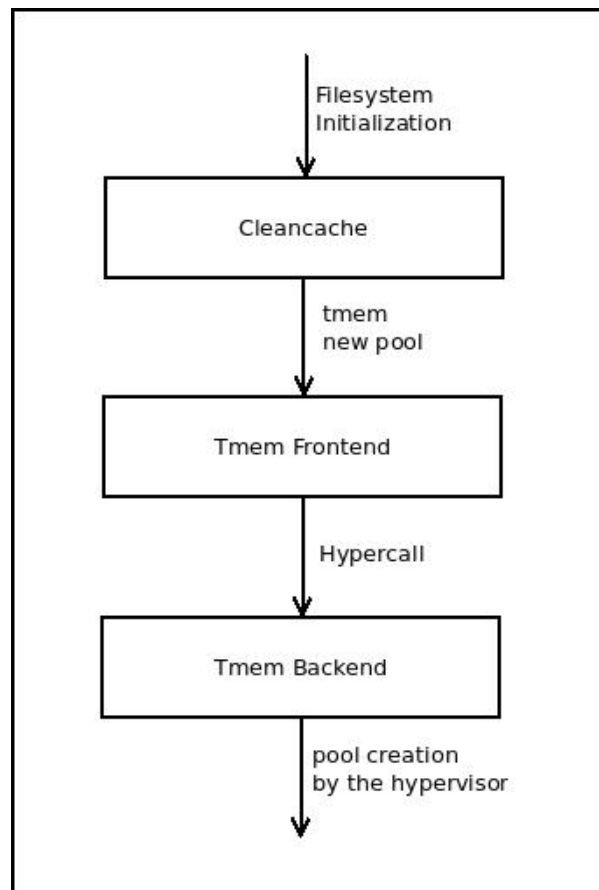 Filesystem
Initialization
Cleancache
tmem
new pool
Tmem Frontend
Hypercall
Tmem Backend
pool creation
by the hypervisor